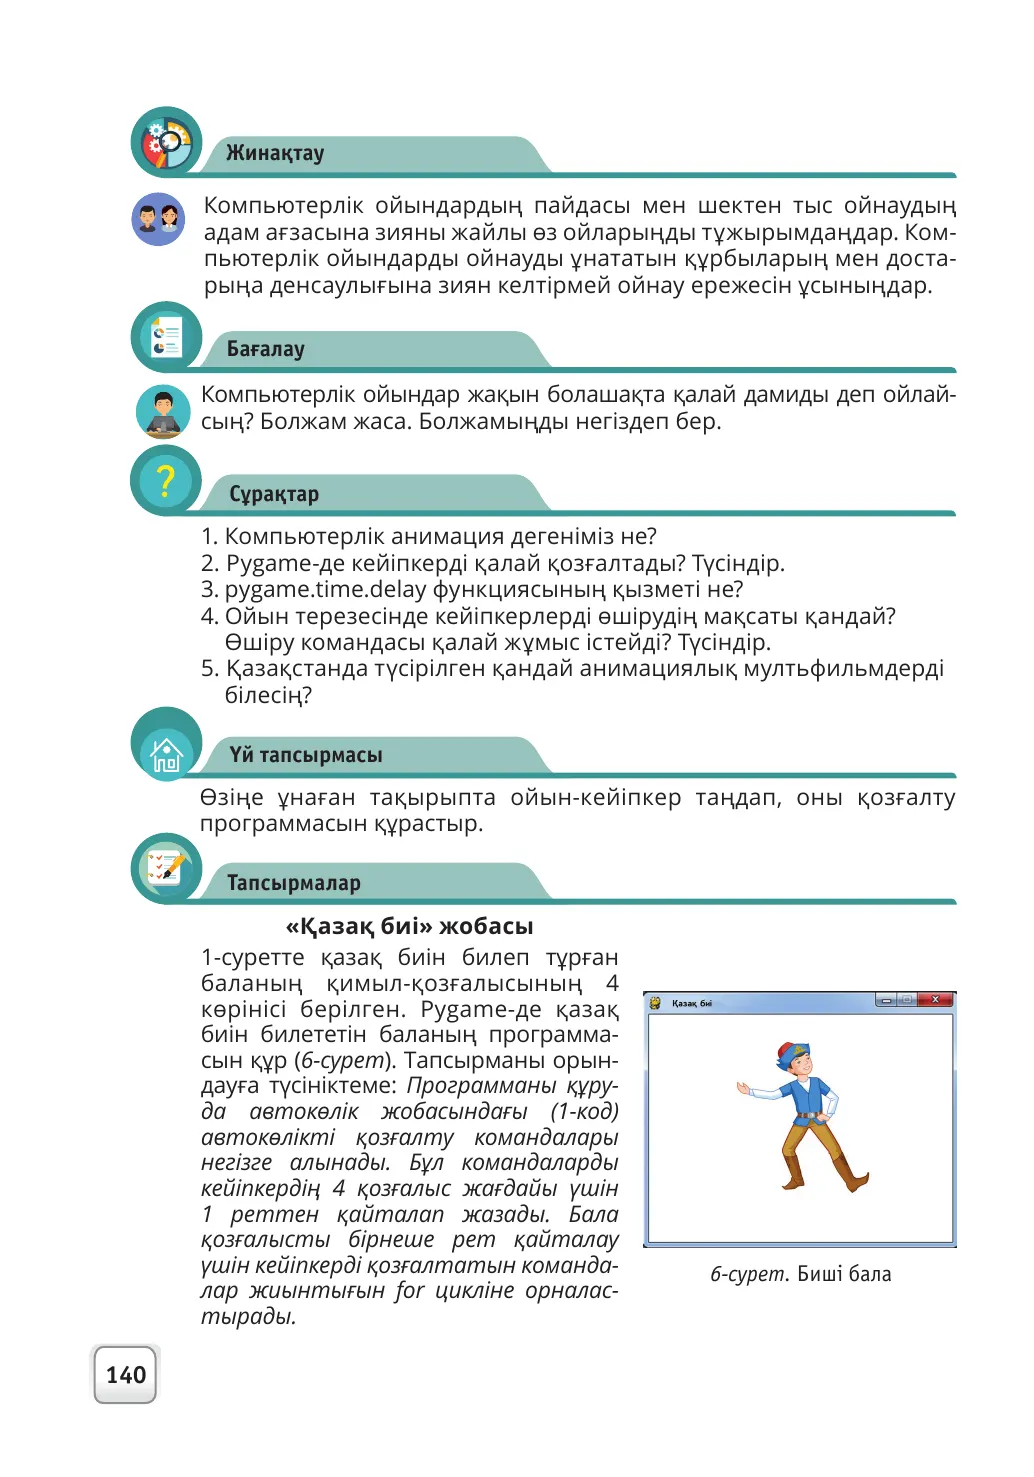 Жинақтау
Компьютерлік ойындардың пайдасы мен шектен тыс ойнаудың
адам ағзасына зияны жайлы өз ойларыңды тұжырымдаңдар. Ком-
пьютерлік ойындарды ойнауды ұнататын құрбыларың мен доста-
рыңа денсаулығына зиян келтірмей ойнау ережесін ұсыныңдар.
Бағалау
Компьютерлік ойындар жақын болашақта қалай дамиды деп ойлай-
сың? Болжам жаса. Болжамыңды негіздеп бер.
?
Сұрақтар
1. Компьютерлік анимация дегеніміз не?
2. Pygame-де кейіпкерді қалай қозғалтады? Түсіндір.
3. pygame.time.delay функциясының қызметі не?
4. Ойын терезесінде кейіпкерлерді өшірудің мақсаты қандай?
Өшіру командасы қалай жұмыс істейді? Түсіндір.
5. Қазақстанда түсірілген қандай анимациялық мультфильмдерді
білесің?
Үй тапсырмасы
Өзіңе ұнаған тақырыпта ойын-кейіпкер таңдап, оны қозғалту
программасын құрастыр.
Тапсырмалар
«Қазақ биі» жобасы
1-суретте қазақ биін билеп тұрған
баланың қимыл-қозғалысының 4
көрінісі берілген. Pygame-де қазақ
биін билететін баланың программа-
сын құр (6-сурет). Тапсырманы орын-
дауға түсініктеме: Программаны құру-
да автокөлік жобасындағы (1-код)
автокөлікті қозғалту командалары
негізге алынады. Бұл командаларды
кейіпкердің 4 қозғалыс жағдайы үшін
1 реттен қайталап жазады. Бала
қозғалысты бірнеше рет қайталау
үшін кейіпкерді қозғалтатын команда-
лар жиынтығын for цикліне орналас-
тырады.
Қазақ биі
6-сурет. Биші бала
140